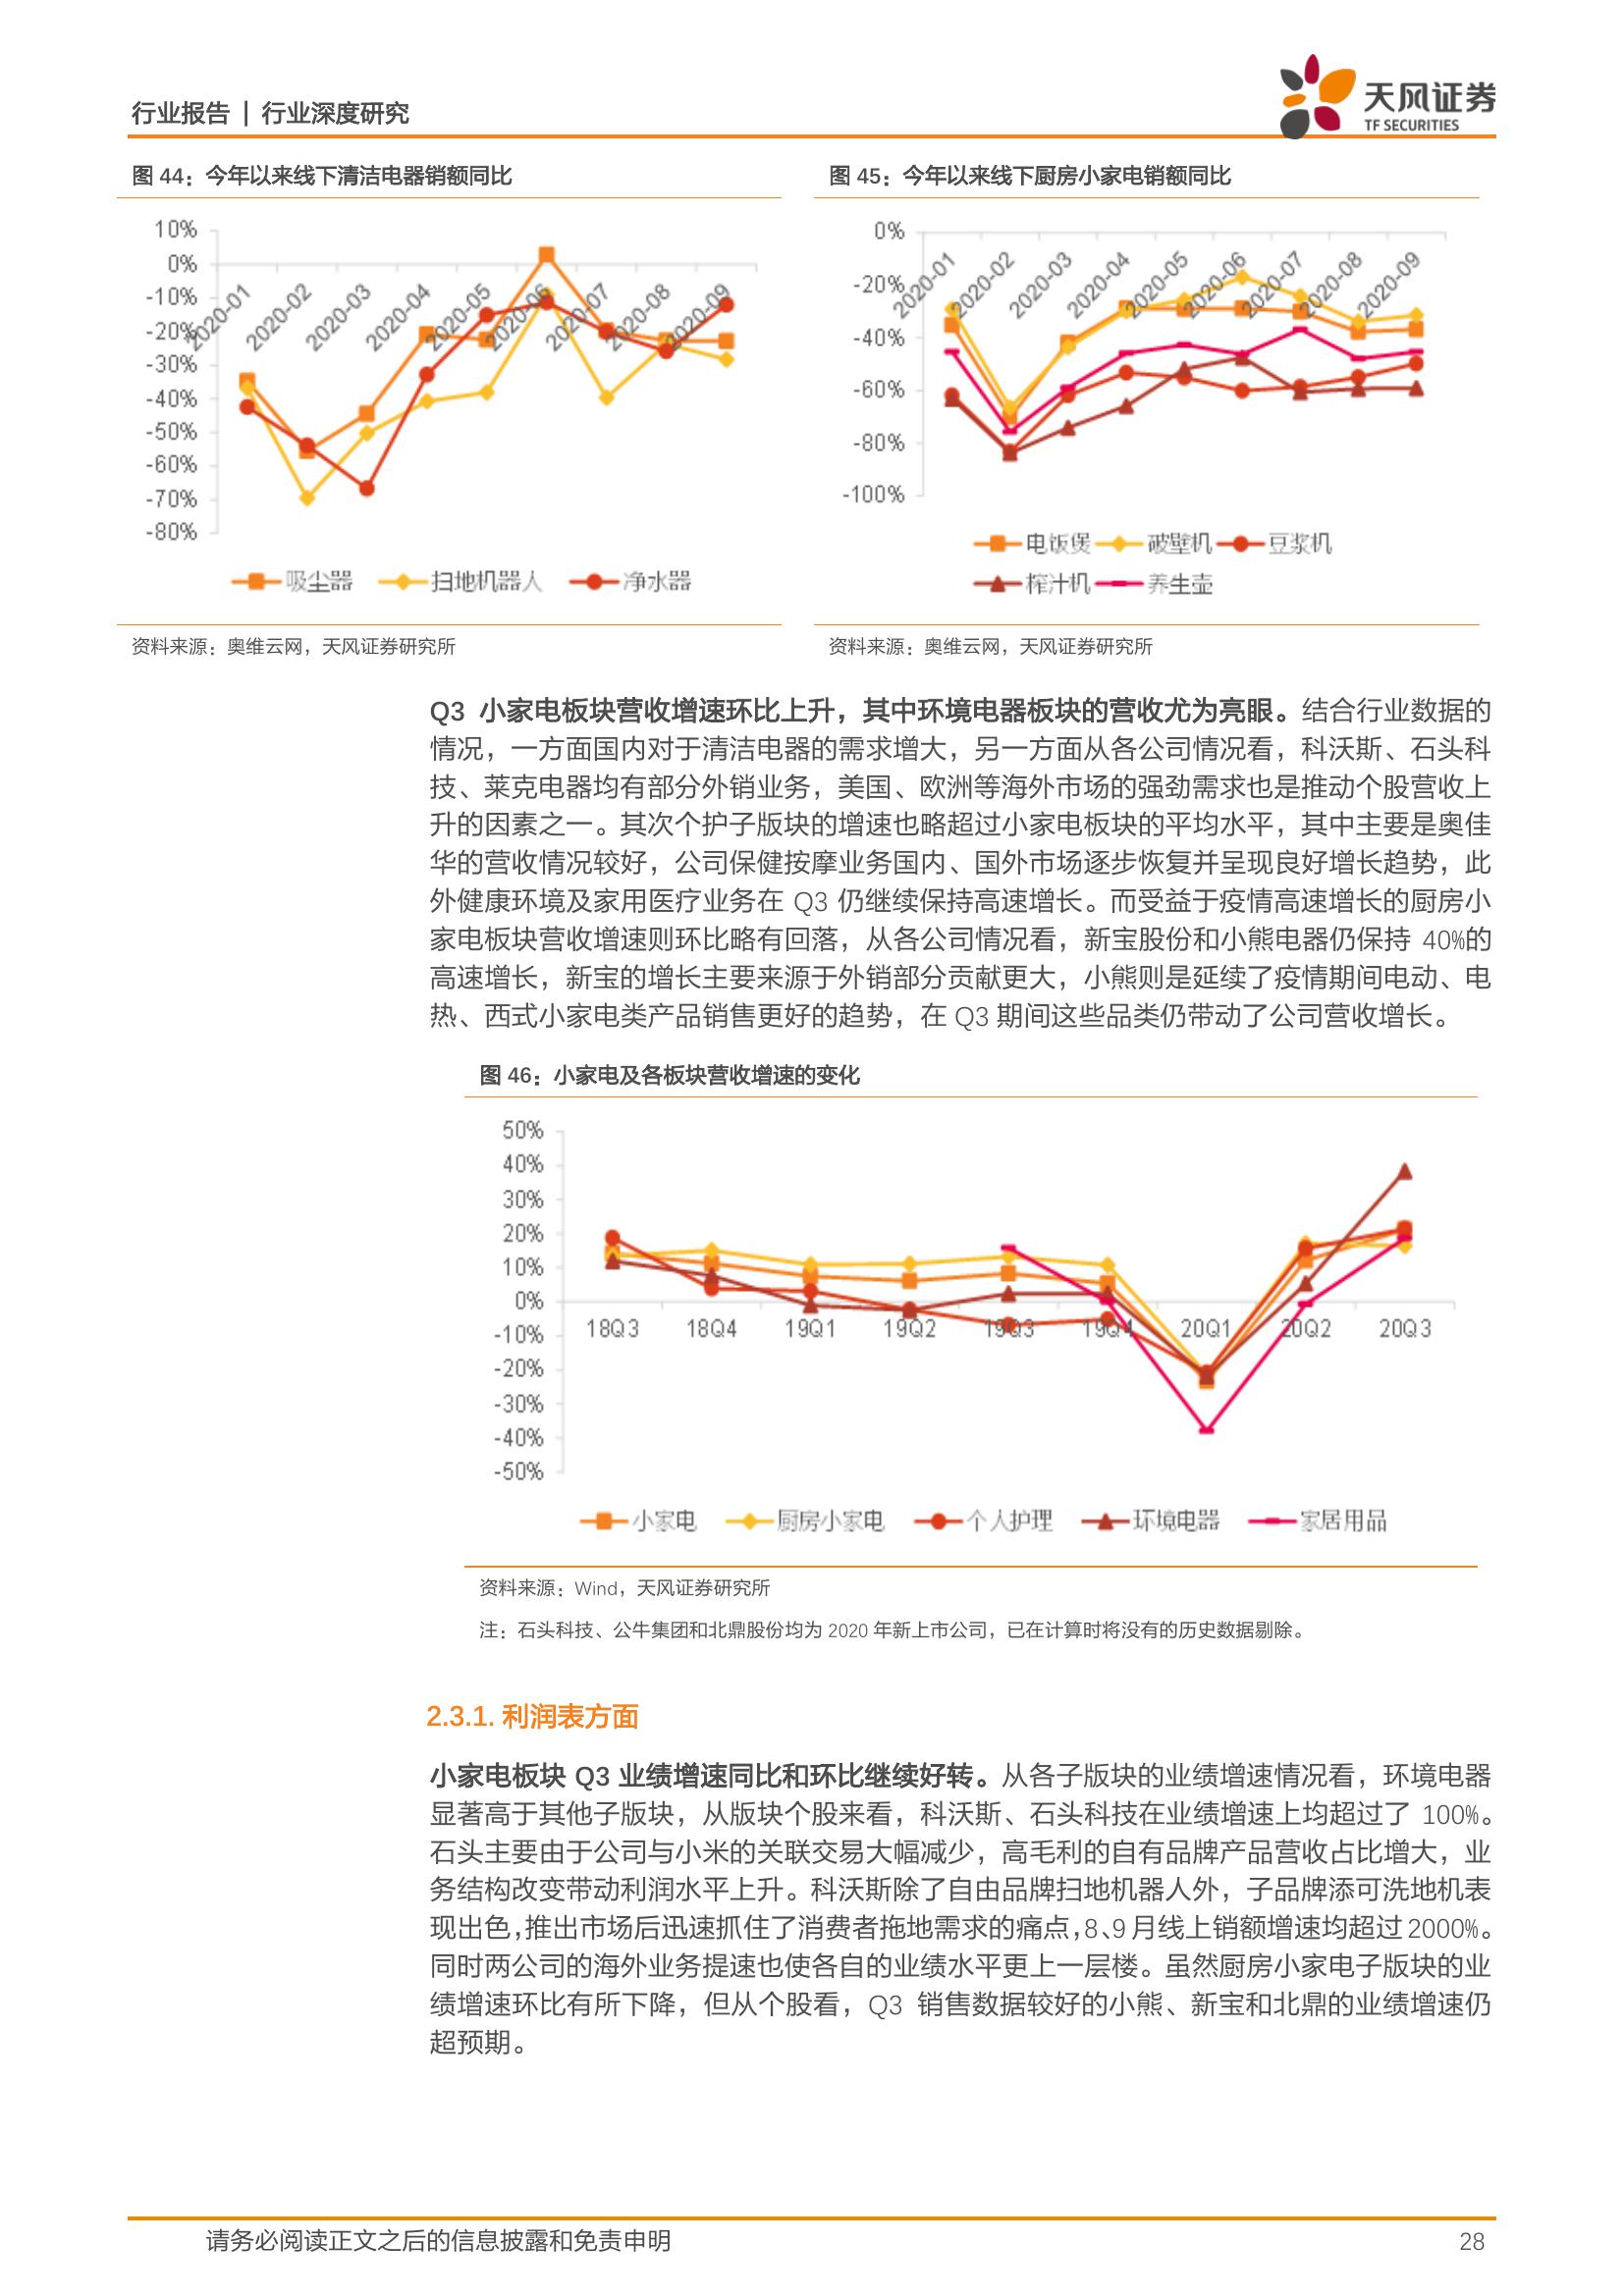 行业报告 | 行业深度研究
天风证券
TF SECURITIES
图 44：今年以来线下清洁电器销额同比
10%
0%
-10%
-20%
-30%
-40%
-50%
-60%
-70%
-80%
2020-01
2020-02
2020-03
2020-04
2020-05
2020-06
2020-07
2020-08
2020-09
吸尘器 扫地机器人 净水器
资料来源：奥维云网，天风证券研究所
图 45：今年以来线下厨房小家电销额同比
0%
-20%
-40%
-60%
-80%
-100%
2020-01
2020-02
2020-03
2020-04
2020-05
2020-06
2020-07
2020-08
2020-09
电饭煲 破壁机 豆浆机
榨汁机 养生壶
资料来源：奥维云网，天风证券研究所
Q3 小家电板块营收增速环比上升，其中环境电器板块的营收尤为亮眼。结合行业数据的
情况，一方面国内对于清洁电器的需求增大，另一方面从各公司情况看，科沃斯、石头科
技、莱克电器均有部分外销业务，美国、欧洲等海外市场的强劲需求也是推动个股营收上
升的因素之一。其次个护子版块的增速也略超过小家电板块的平均水平，其中主要是奥佳
华的营收情况较好，公司保健按摩业务国内、国外市场逐步恢复并呈现良好增长趋势，此
外健康环境及家用医疗业务在 Q3 仍继续保持高速增长。而受益于疫情高速增长的厨房小
家电板块营收增速则环比略有回落，从各公司情况看，新宝股份和小熊电器仍保持 40%的
高速增长，新宝的增长主要来源于外销部分贡献更大，小熊则是延续了疫情期间电动、电
热、西式小家电类产品销售更好的趋势，在 Q3 期间这些品类仍带动了公司营收增长。
图 46：小家电及各板块营收增速的变化
50%
40%
30%
20%
10%
0%
-10%
-20%
-30%
-40%
-50%
18Q3 18Q4 19Q1 19Q2 19Q3 19Q4 20Q1 20Q2 20Q3
小家电 厨房小家电 个人护理 环境电器 家居用品
资料来源：Wind，天风证券研究所
注：石头科技、公牛集团和北鼎股份均为 2020 年新上市公司，已在计算时将没有的历史数据剔除。
2.3.1. 利润表方面
小家电板块 Q3 业绩增速同比和环比继续好转。从各子版块的业绩增速情况看，环境电器
显著高于其他子版块，从版块个股来看，科沃斯、石头科技在业绩增速上均超过了 100%。
石头主要由于公司与小米的关联交易大幅减少，高毛利的自有品牌产品营收占比增大，业
务结构改变带动利润水平上升。科沃斯除了自由品牌扫地机器人外，子品牌添可洗地机表
现出色，推出市场后迅速抓住了消费者拖地需求的痛点，8、9 月线上销额增速均超过 2000%。
同时两公司的海外业务提速也使各自的业绩水平更上一层楼。虽然厨房小家电子版块的业
绩增速环比有所下降，但从个股看，Q3 销售数据较好的小熊、新宝和北鼎的业绩增速仍
超预期。
请务必阅读正文之后的信息披露和免责申明
28